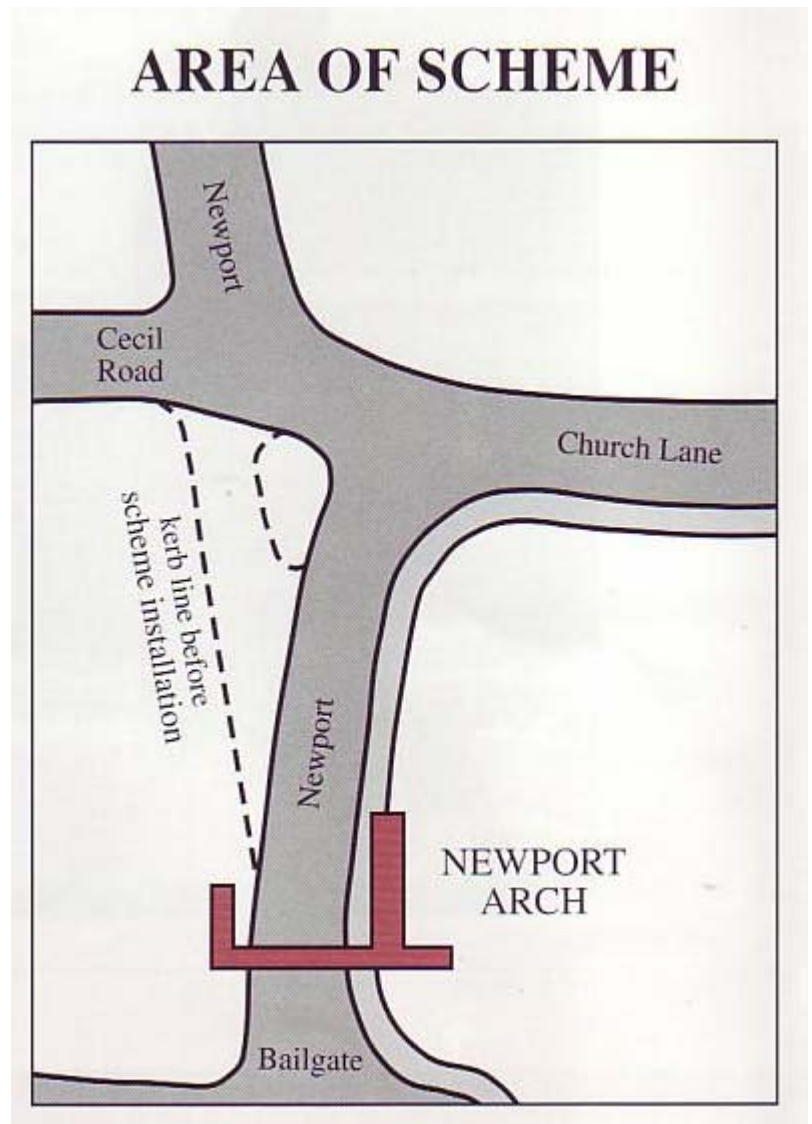 AREA OF SCHEME
Newport
Cecil
Road
Church Lane
kerb line before
scheme installation
Newport
NEWPORT
ARCH
Bailgate